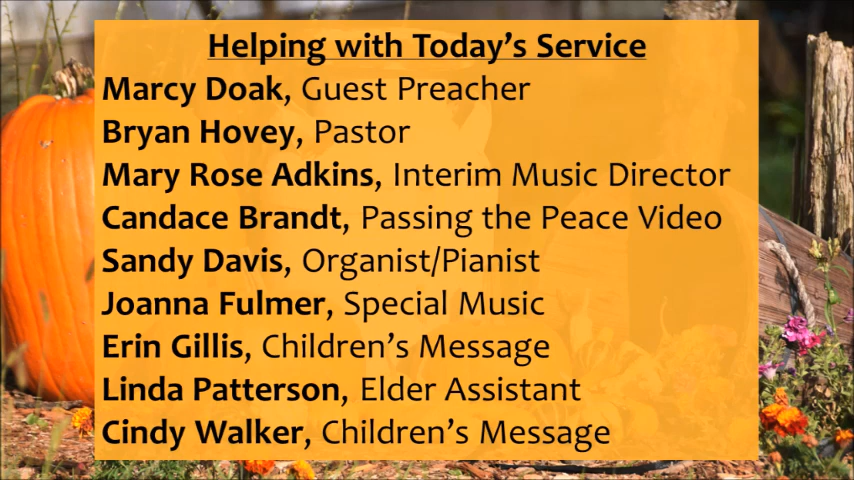 Helping with Today’s Service
Marcy Doak, Guest Preacher
Bryan Hovey, Pastor
Mary Rose Adkins, Interim Music Director
Candace Brandt, Passing the Peace Video
Sandy Davis, Organist/Pianist
Joanna Fulmer, Special Music
Erin Gillis, Children’s Message
Linda Patterson, Elder Assistant
Cindy Walker, Children’s Message